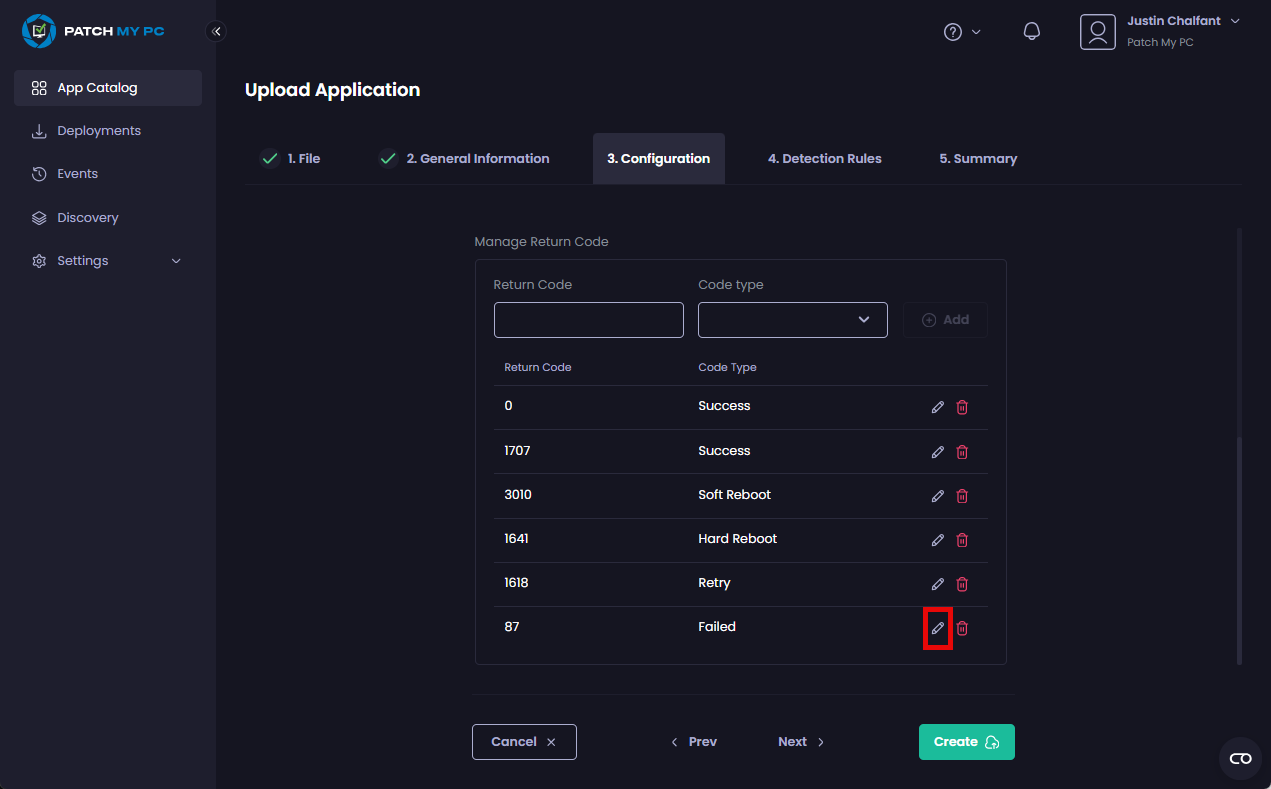 PATCH MY PC
Justin Chalfant
Patch My PC
App Catalog
Deployments
Events
Discovery
Settings
Upload Application
1. File
2. General Information
3. Configuration
4. Detection Rules
5. Summary
Manage Return Code
Return Code
Code type
Add
Return Code
Code Type
0
Success
1707
Success
3010
Soft Reboot
1641
Hard Reboot
1618
Retry
87
Failed
Cancel
Prev
Next
Create